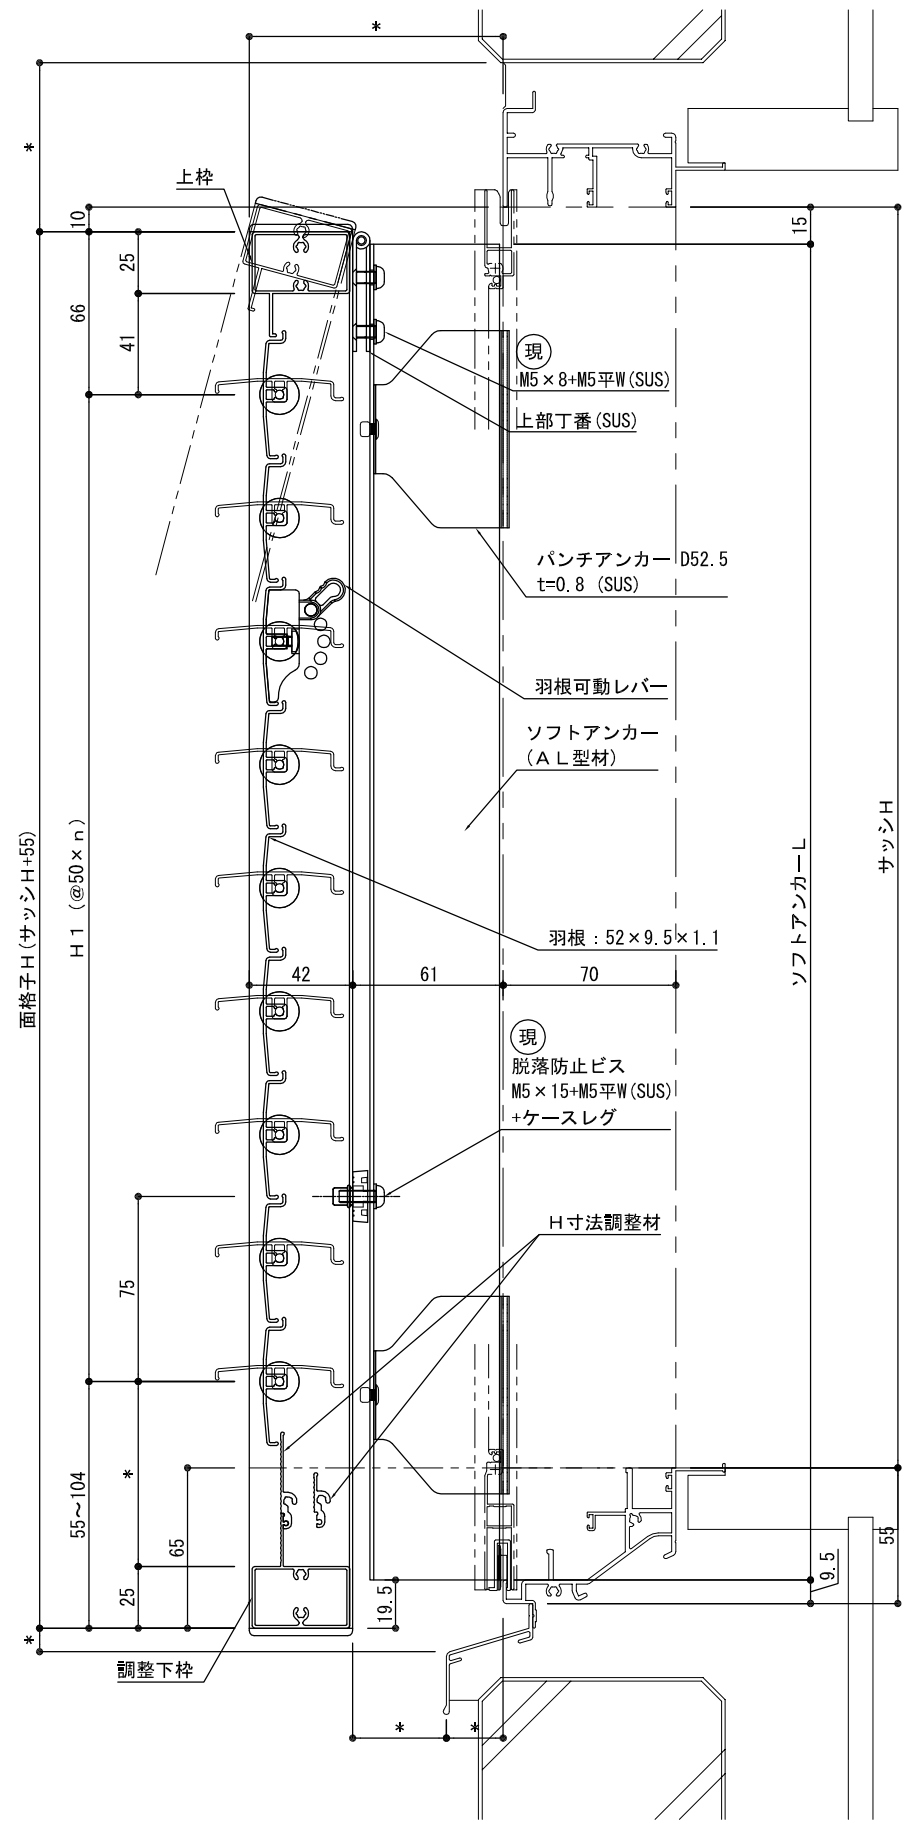 *
*
上枠
10
15
25
66
41
現
M5×8+M5平W(SUS)
上部丁番(SUS)
パンチアンカー D52.5
t=0.8 (SUS)
羽根可動レバー
ソフトアンカー
(AL型材)
面格子H(サッシH+55)
H1 (@50×n)
ソフトアンカーL
サッシH
羽根:52×9.5×1.1
42
61
70
現
脱落防止ビス
M5×15+M5平W(SUS)
+ケースレグ
H寸法調整材
75
*
55~104
65
25
19.5
9.5
55
*
調整下枠
*
*